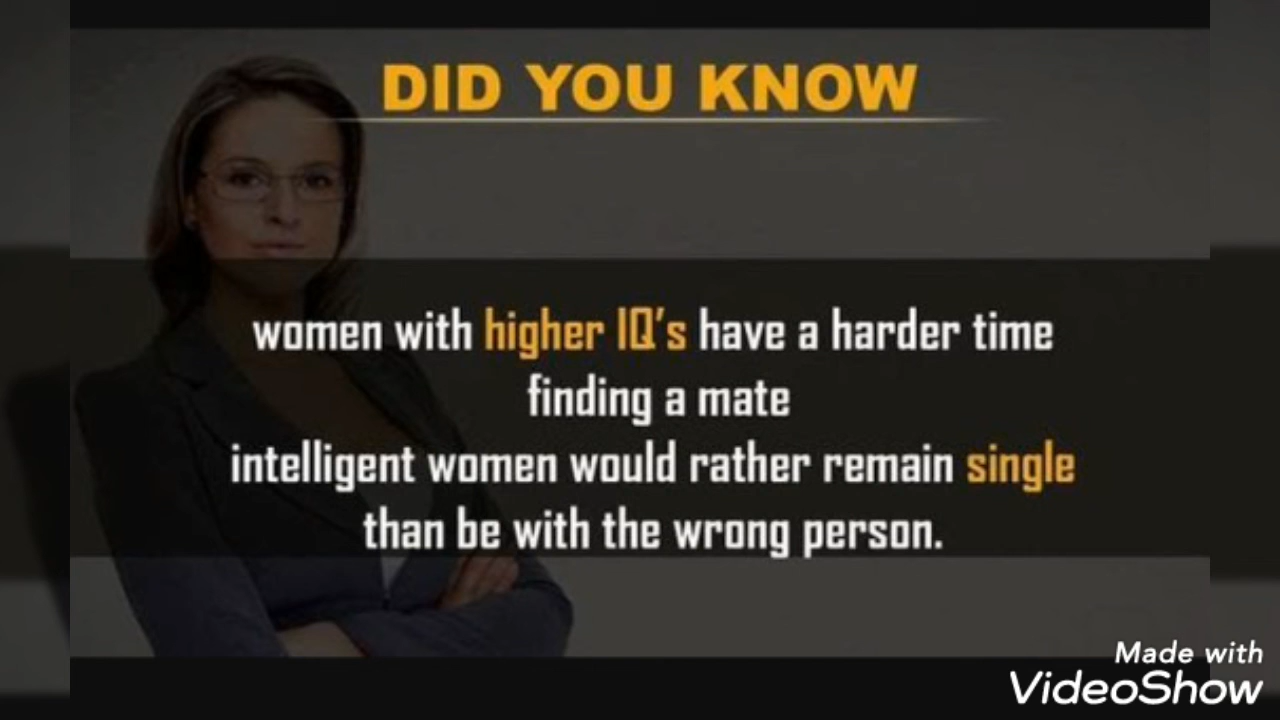 DID YOU KNOW
women with higher IQ's have a harder time
finding a mate
intelligent women would rather remain single
than be with the wrong person.
Made with
VideoShow